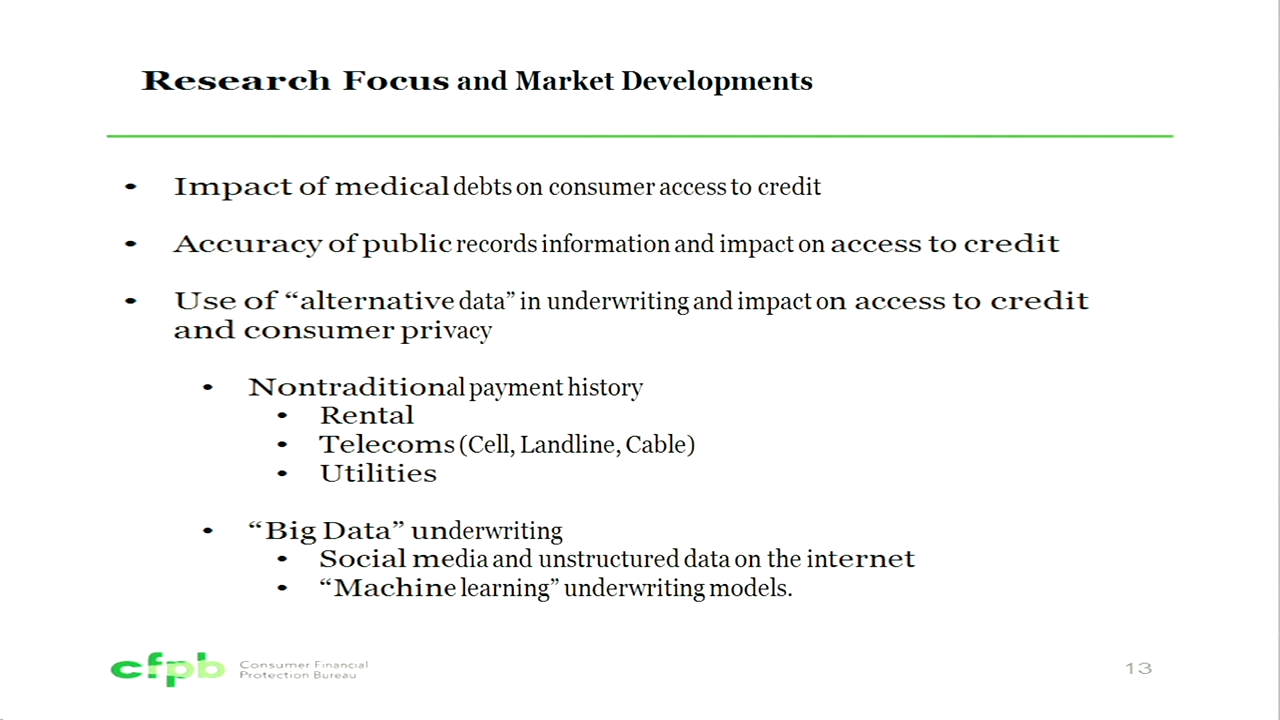 Research Focus and Market Developments
• Impact of medical debts on consumer access to credit
• Accuracy of public records information and impact on access to credit
• Use of “alternative data” in underwriting and impact on access to credit
and consumer privacy
• Nontraditional payment history
• Rental
• Telecoms (Cell, Landline, Cable)
• Utilities
• “Big Data” underwriting
• Social media and unstructured data on the internet
• “Machine learning” underwriting models.
cfpb Consumer Financial
Protection Bureau
13